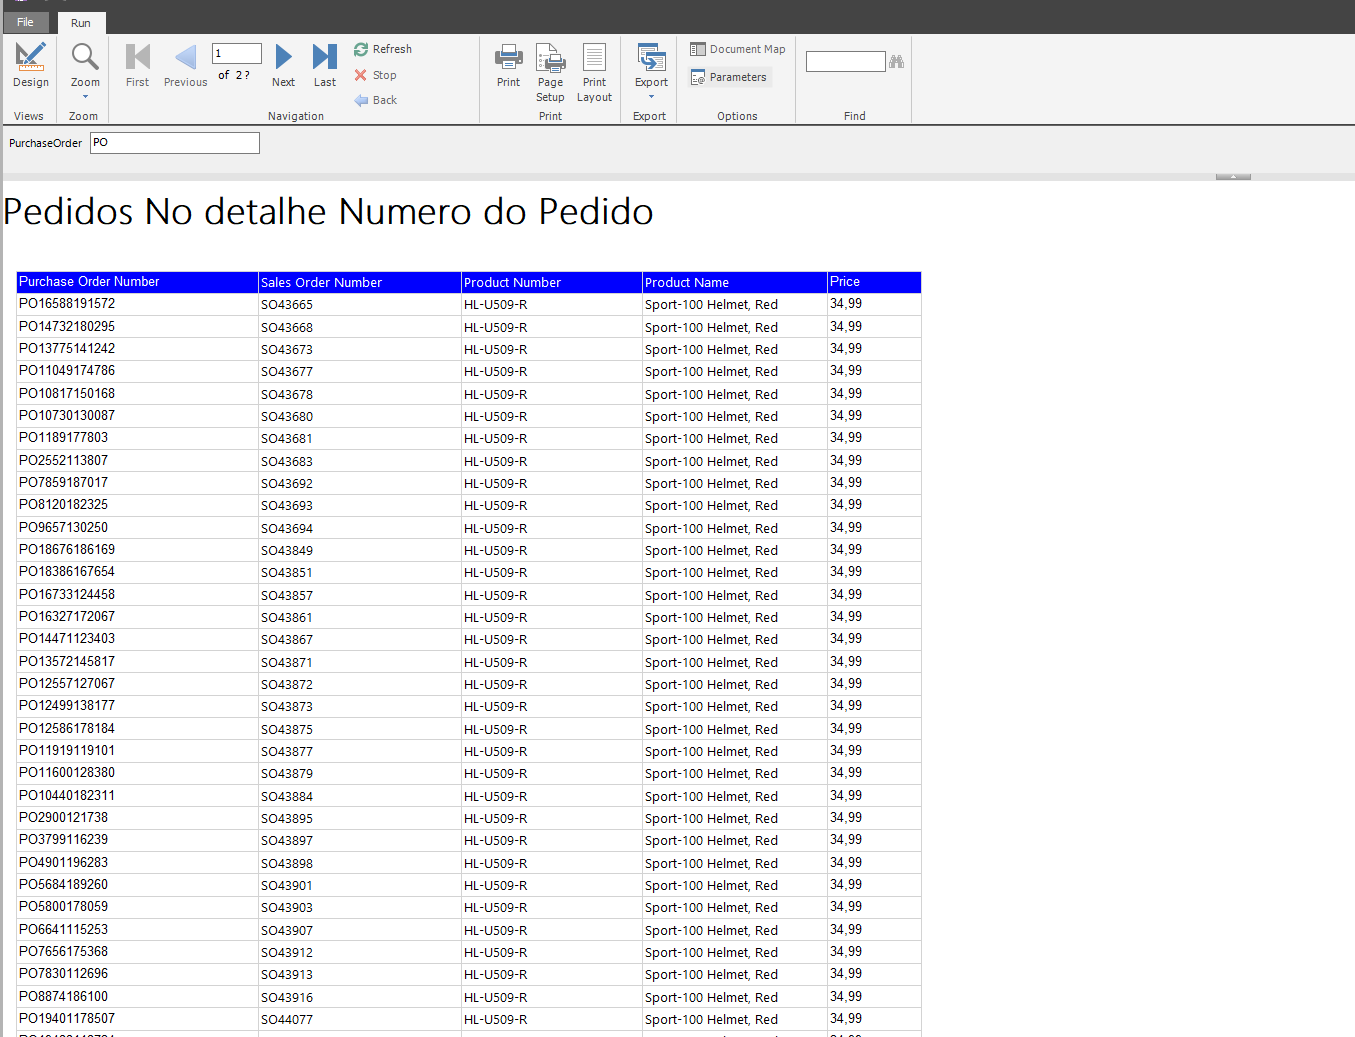 File Run
Design Zoom First Previous 1 of 2 ? Next Last Refresh Stop Back Print Page Setup Print Layout Export Document Map Parameters
Views Zoom Navigation Print Export Options Find
PurchaseOrder PO
Pedidos No detalhe Numero do Pedido
Purchase Order Number Sales Order Number Product Number Product Name Price
PO16588191572 SO43665 HL-U509-R Sport-100 Helmet, Red 34,99
PO14732180295 SO43668 HL-U509-R Sport-100 Helmet, Red 34,99
PO13775141242 SO43673 HL-U509-R Sport-100 Helmet, Red 34,99
PO11049174786 SO43677 HL-U509-R Sport-100 Helmet, Red 34,99
PO10817150168 SO43678 HL-U509-R Sport-100 Helmet, Red 34,99
PO10730130087 SO43680 HL-U509-R Sport-100 Helmet, Red 34,99
PO1189177803 SO43681 HL-U509-R Sport-100 Helmet, Red 34,99
PO2552113807 SO43683 HL-U509-R Sport-100 Helmet, Red 34,99
PO7859187017 SO43692 HL-U509-R Sport-100 Helmet, Red 34,99
PO8120182325 SO43693 HL-U509-R Sport-100 Helmet, Red 34,99
PO9657130250 SO43694 HL-U509-R Sport-100 Helmet, Red 34,99
PO18676186169 SO43849 HL-U509-R Sport-100 Helmet, Red 34,99
PO18386167654 SO43851 HL-U509-R Sport-100 Helmet, Red 34,99
PO16733124458 SO43857 HL-U509-R Sport-100 Helmet, Red 34,99
PO16327172067 SO43861 HL-U509-R Sport-100 Helmet, Red 34,99
PO14471123403 SO43867 HL-U509-R Sport-100 Helmet, Red 34,99
PO13572145817 SO43871 HL-U509-R Sport-100 Helmet, Red 34,99
PO12557127067 SO43872 HL-U509-R Sport-100 Helmet, Red 34,99
PO12499138177 SO43873 HL-U509-R Sport-100 Helmet, Red 34,99
PO12586178184 SO43875 HL-U509-R Sport-100 Helmet, Red 34,99
PO11919119101 SO43877 HL-U509-R Sport-100 Helmet, Red 34,99
PO11600128380 SO43879 HL-U509-R Sport-100 Helmet, Red 34,99
PO10440182311 SO43884 HL-U509-R Sport-100 Helmet, Red 34,99
PO2900121738 SO43895 HL-U509-R Sport-100 Helmet, Red 34,99
PO3799116239 SO43897 HL-U509-R Sport-100 Helmet, Red 34,99
PO4901196283 SO43898 HL-U509-R Sport-100 Helmet, Red 34,99
PO5684189260 SO43901 HL-U509-R Sport-100 Helmet, Red 34,99
PO5800178059 SO43903 HL-U509-R Sport-100 Helmet, Red 34,99
PO6641115253 SO43907 HL-U509-R Sport-100 Helmet, Red 34,99
PO7656175368 SO43912 HL-U509-R Sport-100 Helmet, Red 34,99
PO7830112696 SO43913 HL-U509-R Sport-100 Helmet, Red 34,99
PO8874186100 SO43916 HL-U509-R Sport-100 Helmet, Red 34,99
PO19401178507 SO44077 HL-U509-R Sport-100 Helmet, Red 34,99